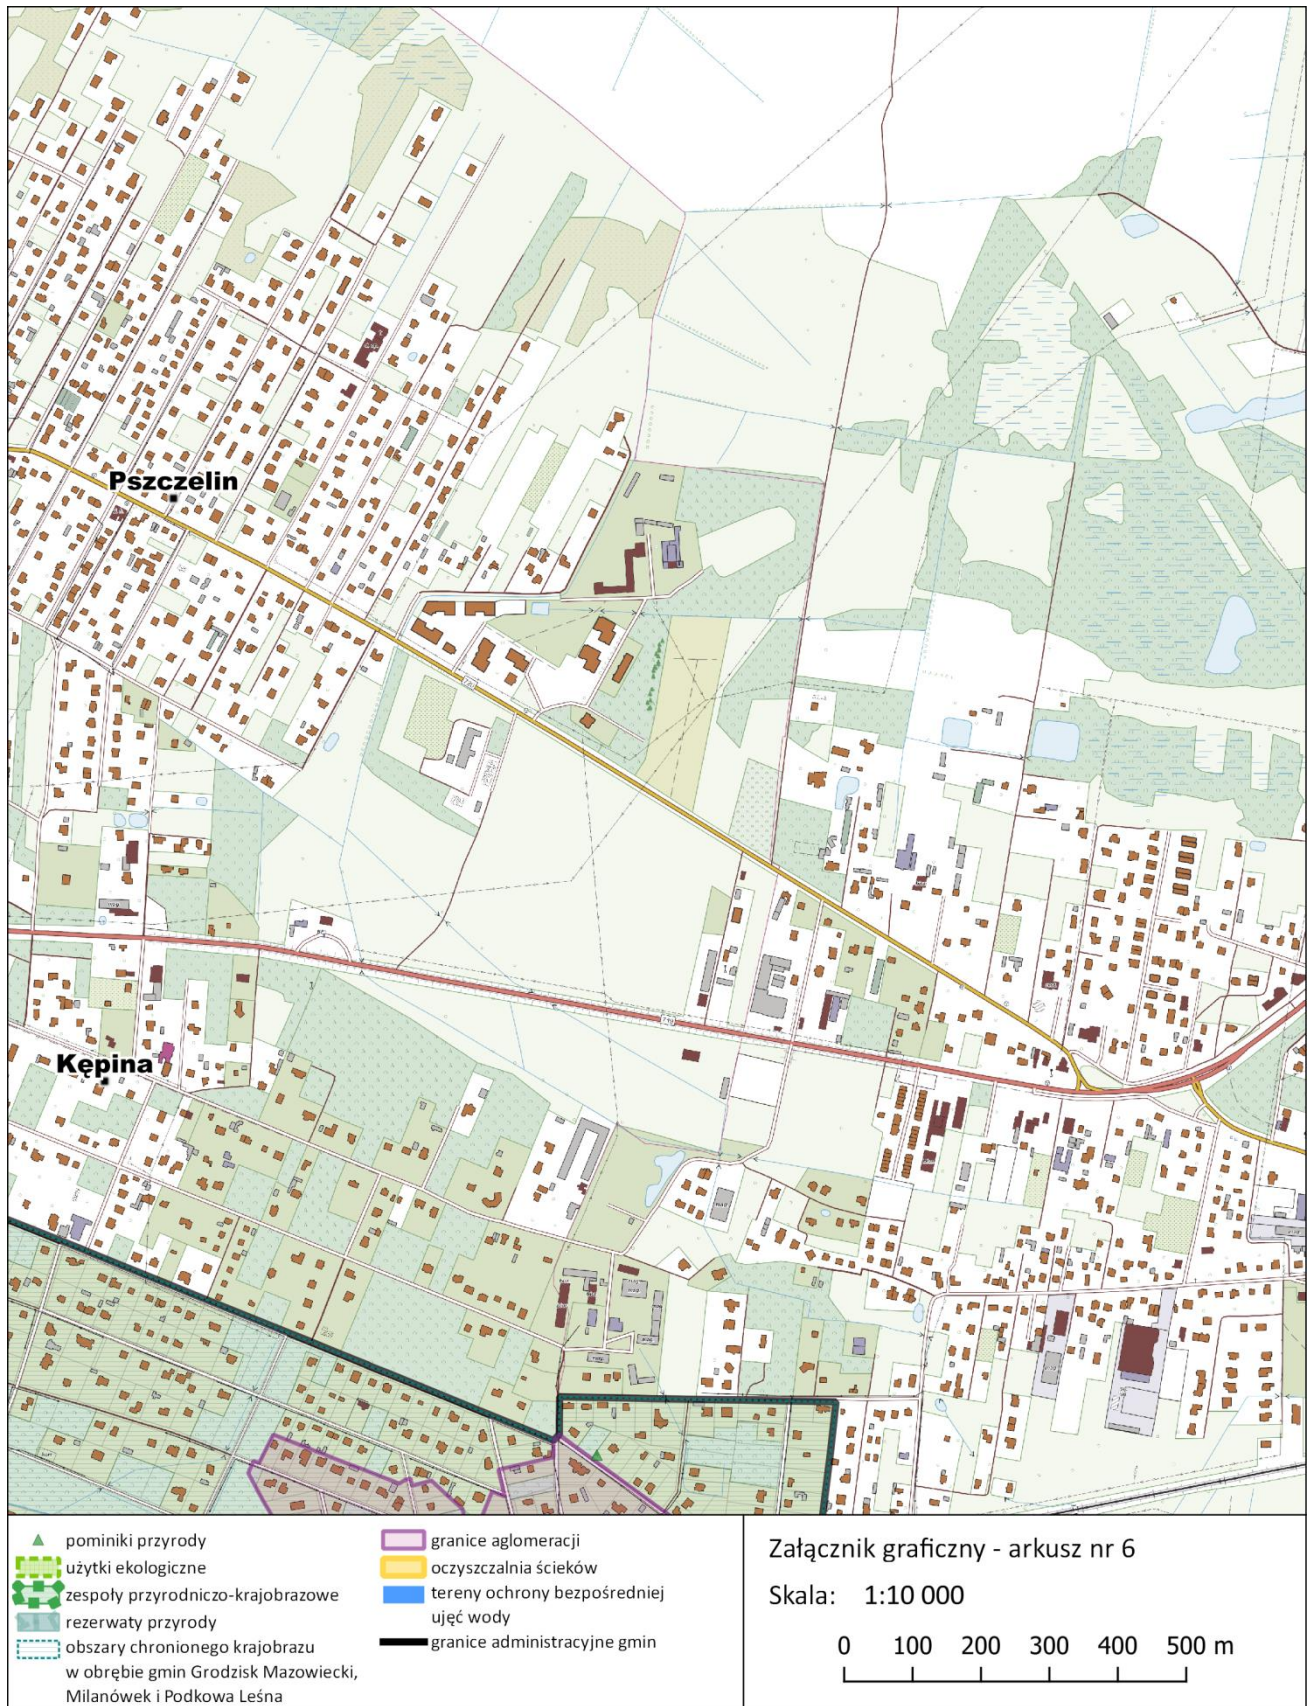 Pszczelin
720
719
Kępina
pominiki przyrody
użytki ekologiczne
zespoły przyrodniczo-krajobrazowe
rezerwaty przyrody
obszary chronionego krajobrazu
w obrębie gmin Grodzisk Mazowiecki,
Milanówek i Podkowa Leśna
granice aglomeracji
oczyszczalnia ścieków
tereny ochrony bezpośredniej
ujęć wody
granice administracyjne gmin
Załącznik graficzny - arkusz nr 6
Skala: 1:10 000
0 100 200 300 400 500 m